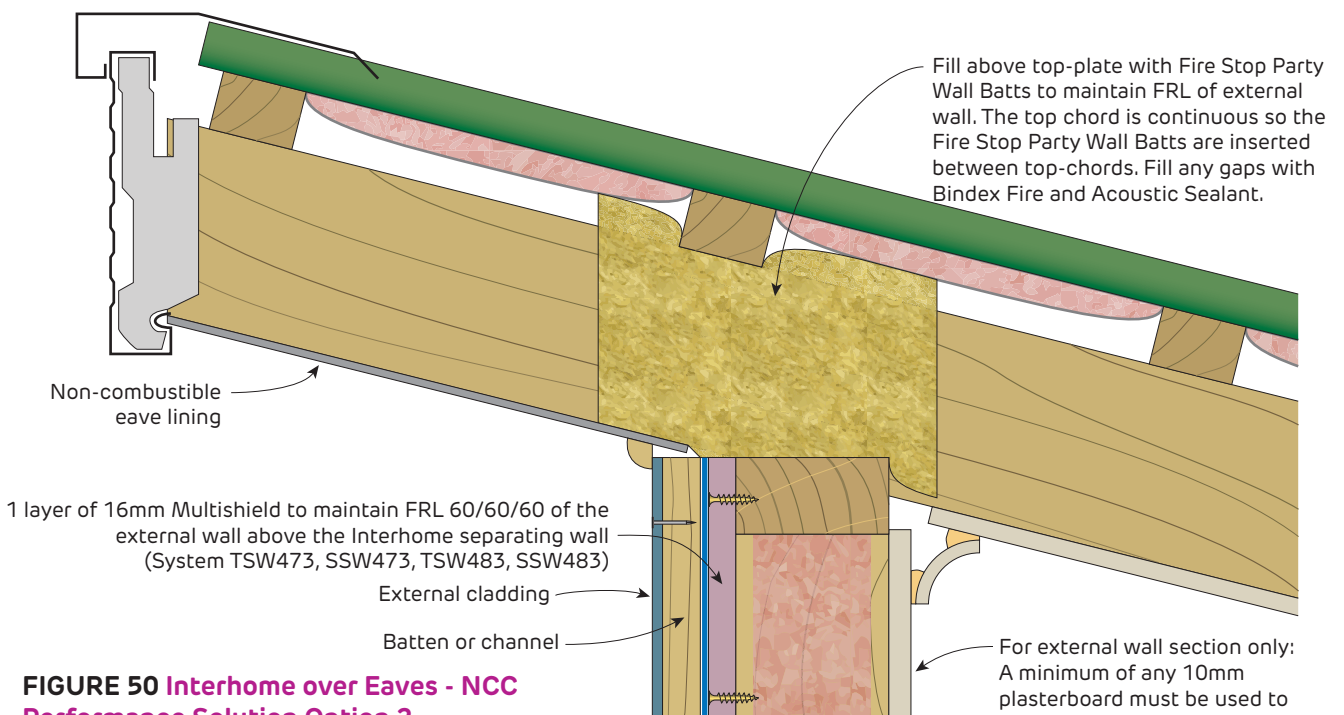 Fill above top-plate with Fire Stop Party
Wall Batts to maintain FRL of external
wall. The top chord is continuous so the
Fire Stop Party Wall Batts are inserted
between top-chords. Fill any gaps with
Bindex Fire and Acoustic Sealant.
Non-combustible
eave lining
1 layer of 16mm Multishield to maintain FRL 60/60/60 of the
external wall above the Interhome separating wall
(System TSW473, SSW473, TSW483, SSW483)
External cladding
Batten or channel
For external wall section only:
A minimum of any 10mm
plasterboard must be used to
FIGURE 50 Interhome over Eaves - NCC
Performance Solution Option 2